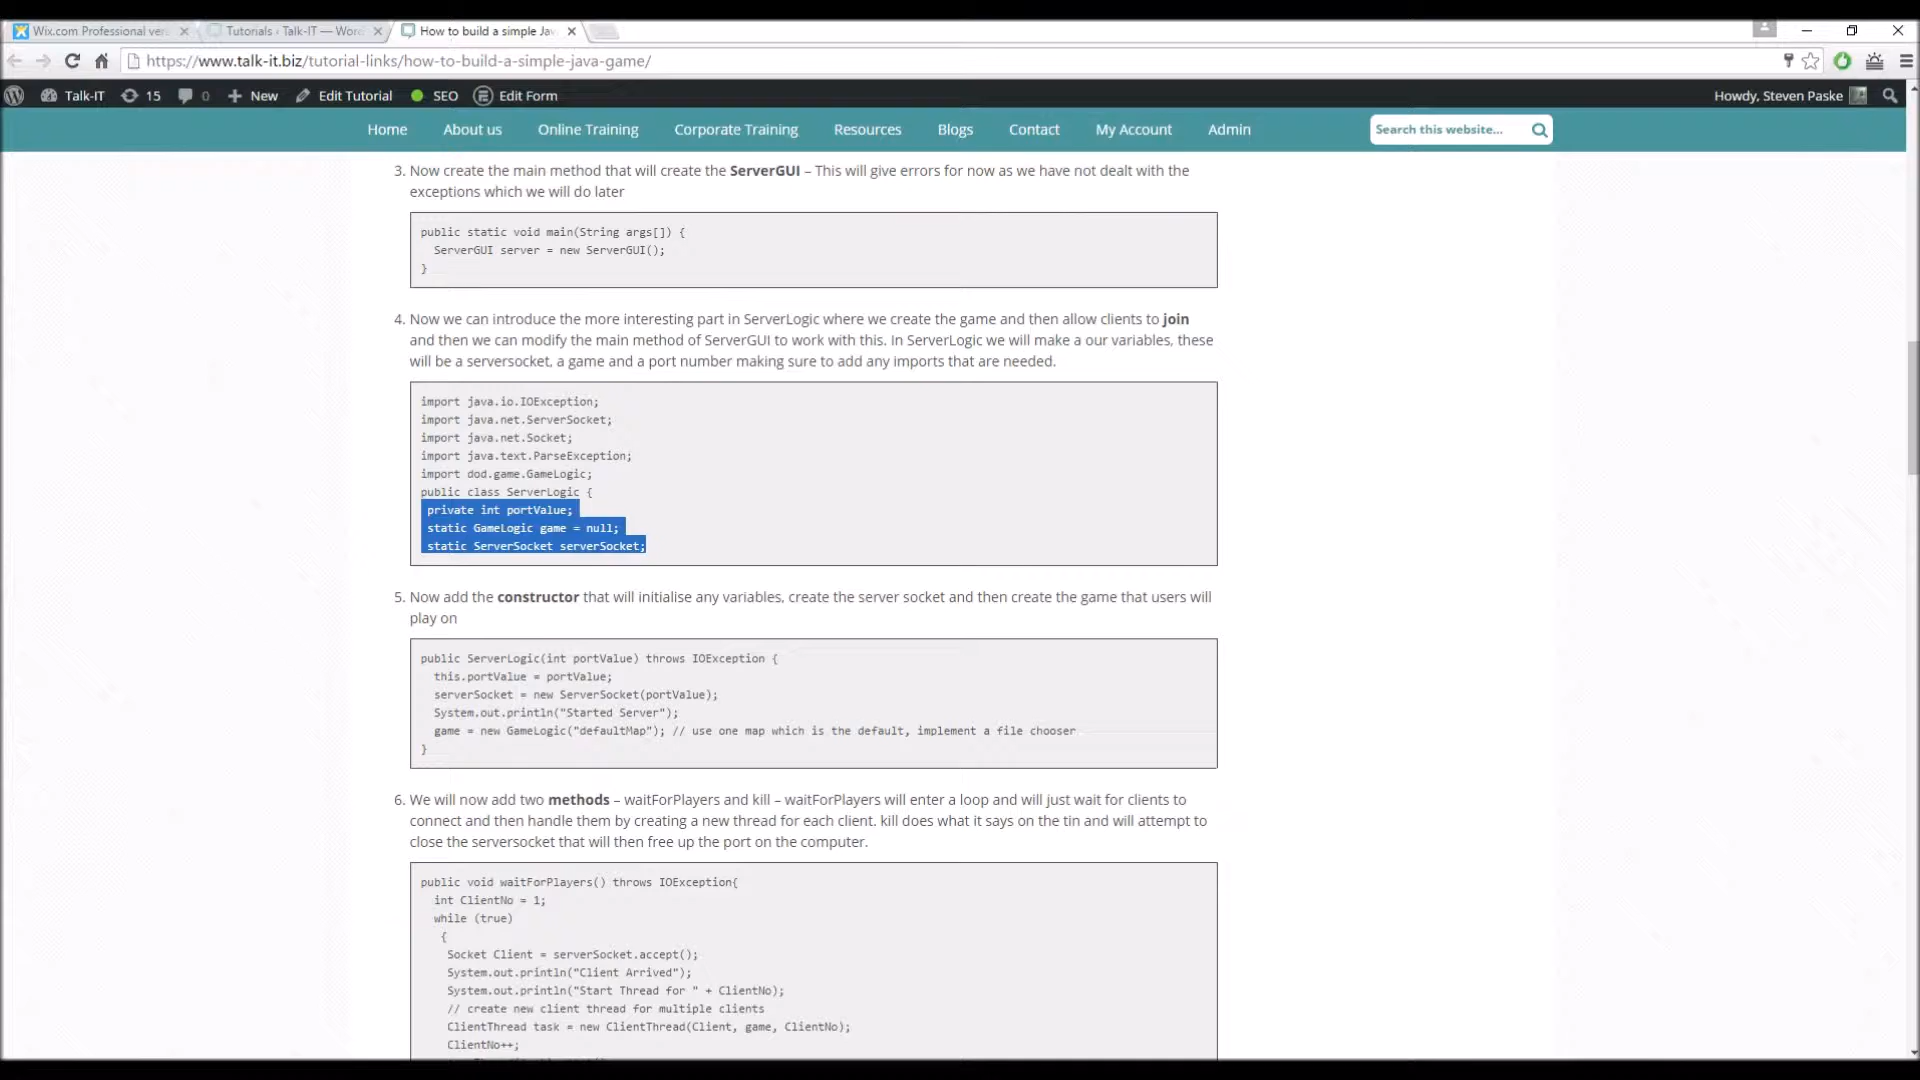 Wix.com Professional ver
Tutorials ‹ Talk-IT — Word
How to build a simple Jav
https://www.talk-it.biz/tutorial-links/how-to-build-a-simple-java-game/
Talk-IT 15 0 New Edit Tutorial SEO Edit Form Howdy, Steven Paske
Home About us Online Training Corporate Training Resources Blogs Contact My Account Admin Search this website...
3. Now create the main method that will create the ServerGUI – This will give errors for now as we have not dealt with the
exceptions which we will do later
public static void main(String args[]) {
ServerGUI server = new ServerGUI();
}
4. Now we can introduce the more interesting part in ServerLogic where we create the game and then allow clients to join
and then we can modify the main method of ServerGUI to work with this. In ServerLogic we will make a our variables, these
will be a serversocket, a game and a port number making sure to add any imports that are needed.
import java.io.IOException;
import java.net.ServerSocket;
import java.net.Socket;
import java.text.ParseException;
import dod.game.GameLogic;
public class ServerLogic {
private int portValue;
static GameLogic game = null;
static ServerSocket serverSocket;
5. Now add the constructor that will initialise any variables, create the server socket and then create the game that users will
play on
public ServerLogic(int portValue) throws IOException {
this.portValue = portValue;
serverSocket = new ServerSocket(portValue);
System.out.println("Started Server");
game = new GameLogic("defaultMap"); // use one map which is the default, implement a file chooser
}
6. We will now add two methods – waitForPlayers and kill – waitForPlayers will enter a loop and will just wait for clients to
connect and then handle them by creating a new thread for each client. kill does what it says on the tin and will attempt to
close the serversocket that will then free up the port on the computer.
public void waitForPlayers() throws IOException{
int ClientNo = 1;
while (true)
{
Socket Client = serverSocket.accept();
System.out.println("Client Arrived");
System.out.println("Start Thread for " + ClientNo);
// create new client thread for multiple clients
ClientThread task = new ClientThread(Client, game, ClientNo);
ClientNo++;